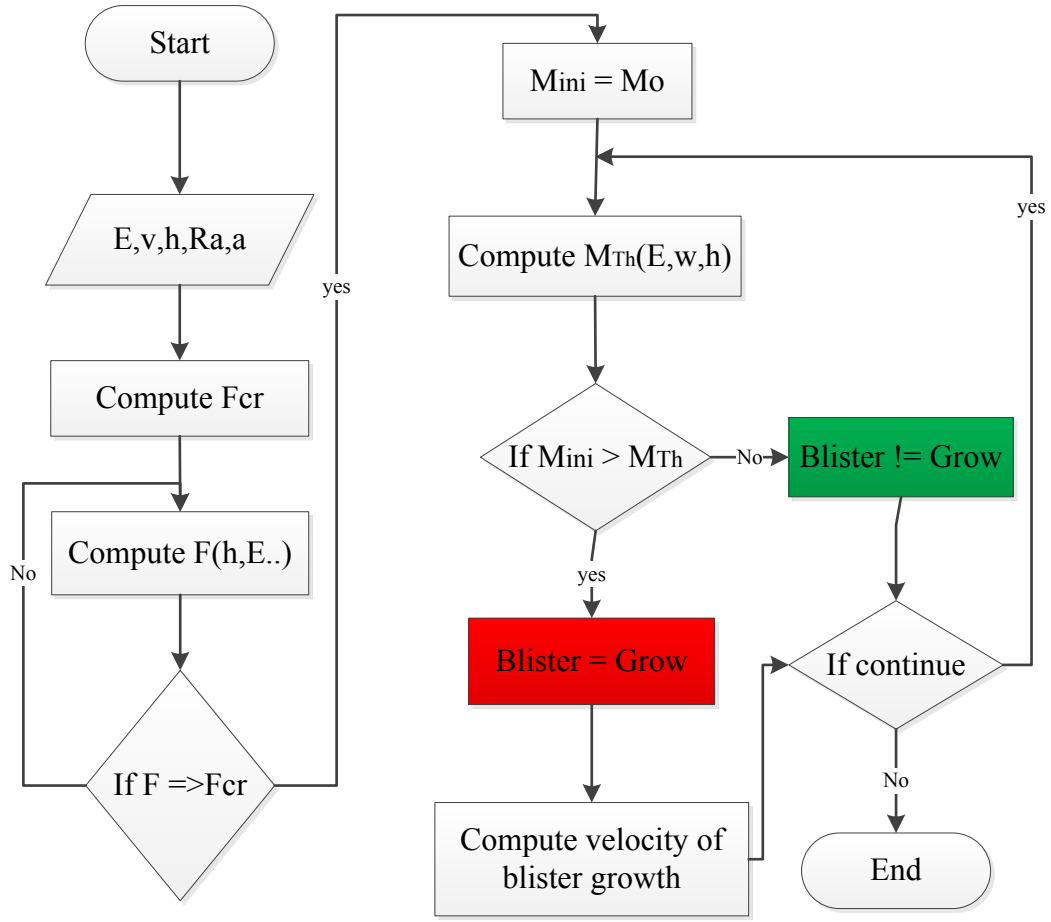 Start
E,v,h,Ra,a
Compute Fcr
Compute F(h,E..)
No
If F =>Fcr
yes
Mini = Mo
Compute MTh(E,w,h)
If Mini > MTh
No
Blister != Grow
yes
Blister = Grow
Compute velocity of
blister growth
If continue
yes
No
End